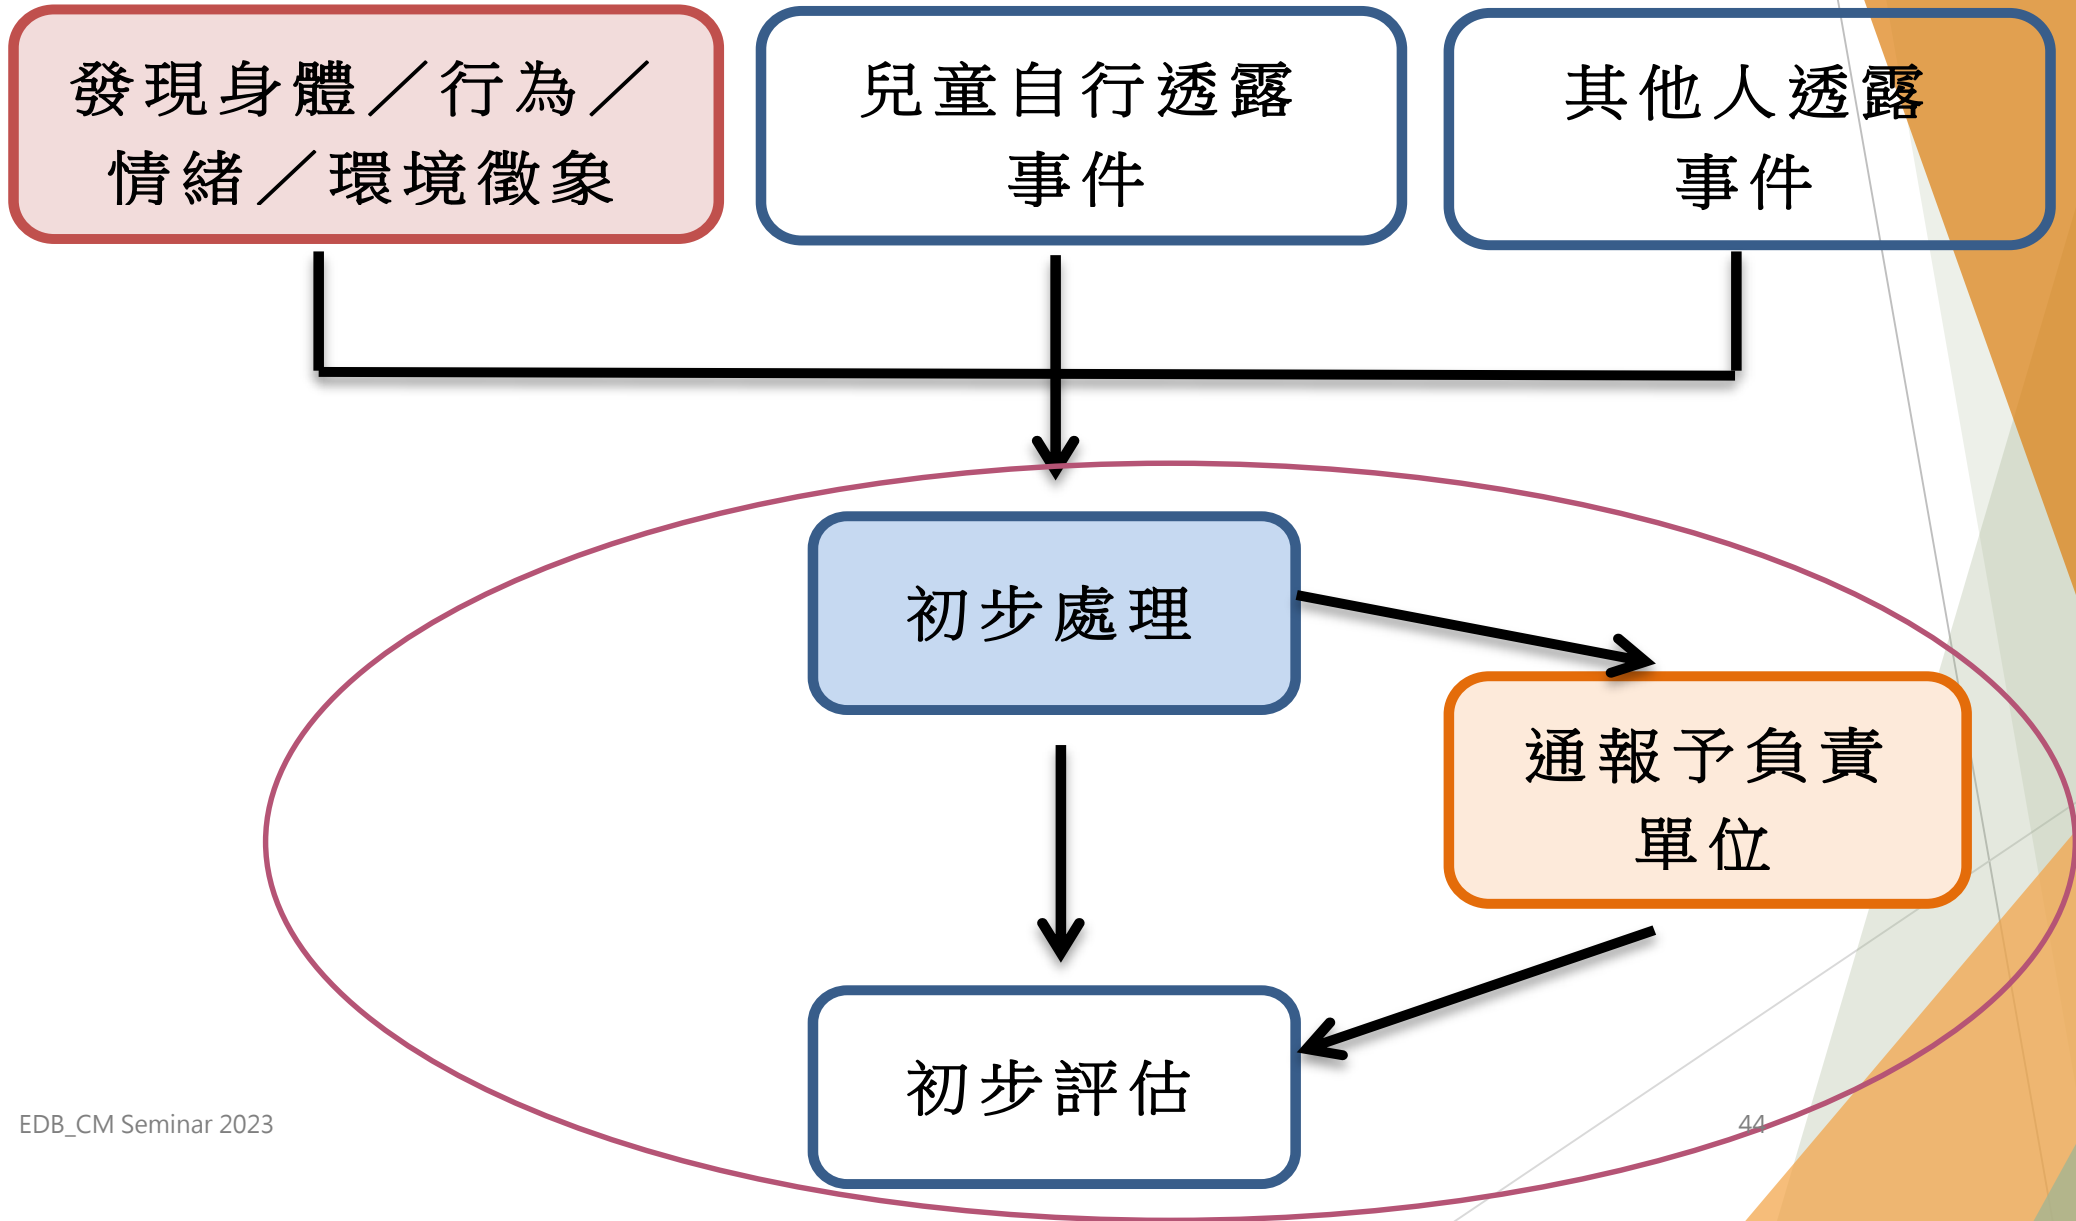 發現身體／行為／
情緒／環境徵象
兒童自行透露
事件
其他人透露
事件
初步處理
通報予負責
單位
初步評估
EDB_CM Seminar 2023
44